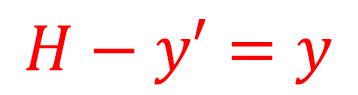 H − y′ = y